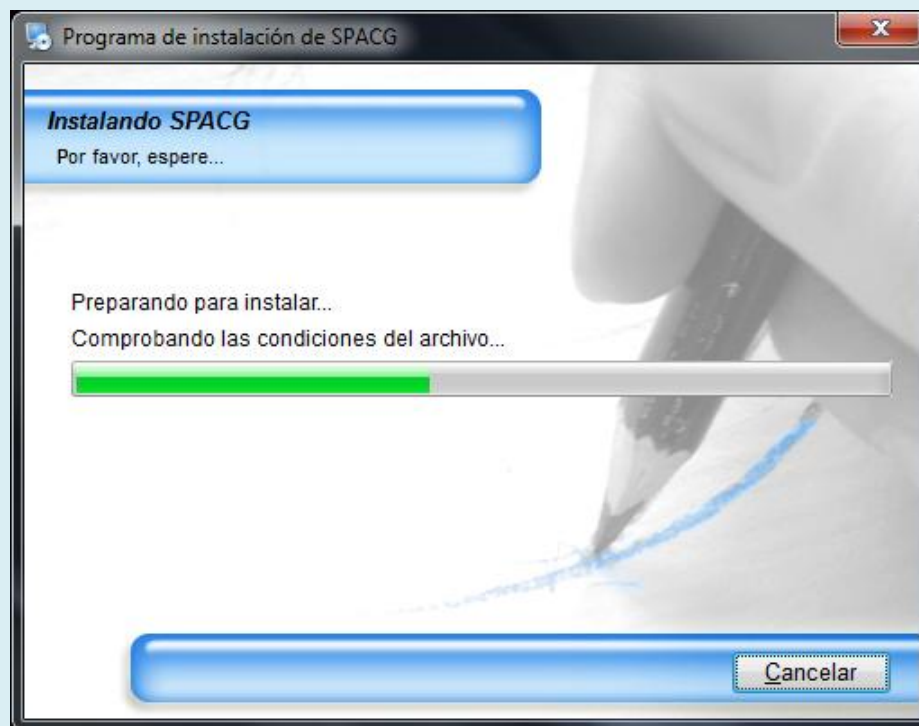 Programa de instalación de SPACG
Instalando SPACG
Por favor, espere...
Preparando para instalar...
Comprobando las condiciones del archivo...
Cancelar